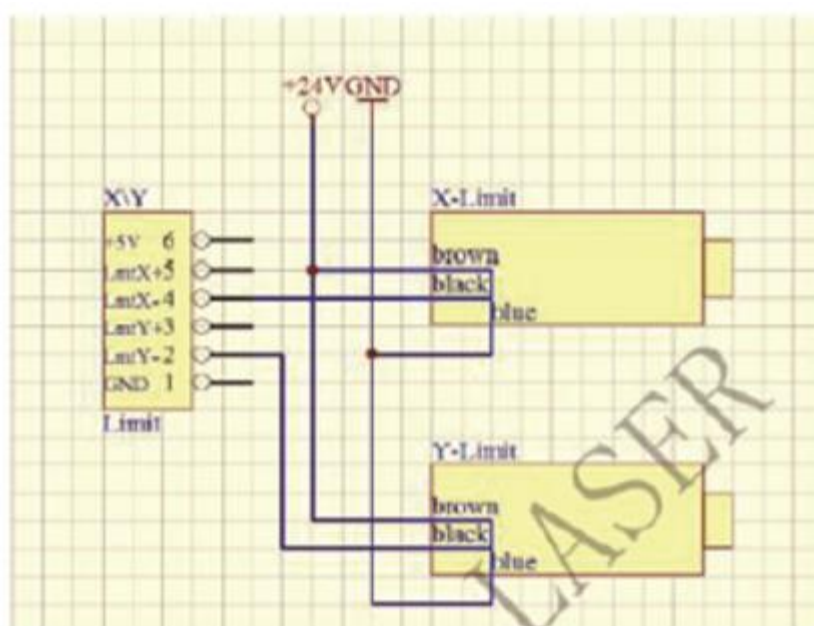 +24V GND
X\Y
+5V 6
LmtX+ 5
LmtX- 4
LmtY+ 3
LmtY- 2
GND 1
Limit
X-Limit
brown
black
blue
Y-Limit
brown
black
blue
LASER